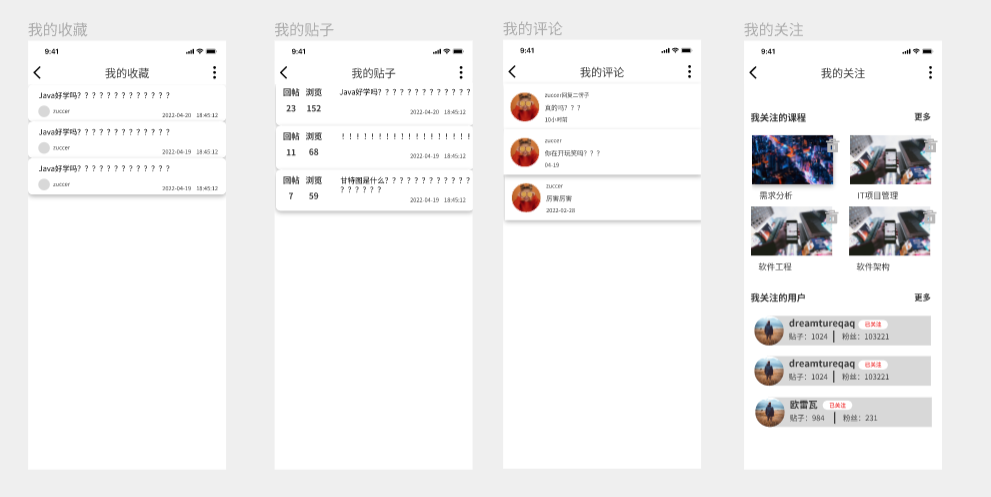 我的收藏
9:41
我的收藏
Java好学吗？？？？？？？？？？？？？
zuccer
2022-04-20 18:45:12
Java好学吗？？？？？？？？？？？？？
zuccer
2022-04-19 18:45:12
Java好学吗？？？？？？？？？？？？？
zuccer
2022-04-19 18:45:12
我的贴子
9:41
我的贴子
回帖 浏览
Java好学吗？？？？？？？？？？？？？
23 152
2022-04-20 18:45:12
回帖 浏览
！！！！！！！！！！！！！！！！！！
11 68
2022-04-19 18:45:12
回帖 浏览
甘特图是什么？？？？？？？？？？？？
？？？？？？
7 59
2022-04-19 18:45:12
我的评论
9:41
我的评论
zuccer回复二饼子
真的吗？？？
10小时前
zuccer
你在开玩笑吗？？？
04-19
zuccer
厉害厉害
2022-02-28
我的关注
9:41
我的关注
我关注的课程 更多
需求分析 IT项目管理
软件工程 软件架构
我关注的用户 更多
dreamtureqaq 已关注
贴子：1024 粉丝：103221
dreamtureqaq 已关注
贴子：1024 粉丝：103221
欧雷瓦 已关注
贴子：984 粉丝：231